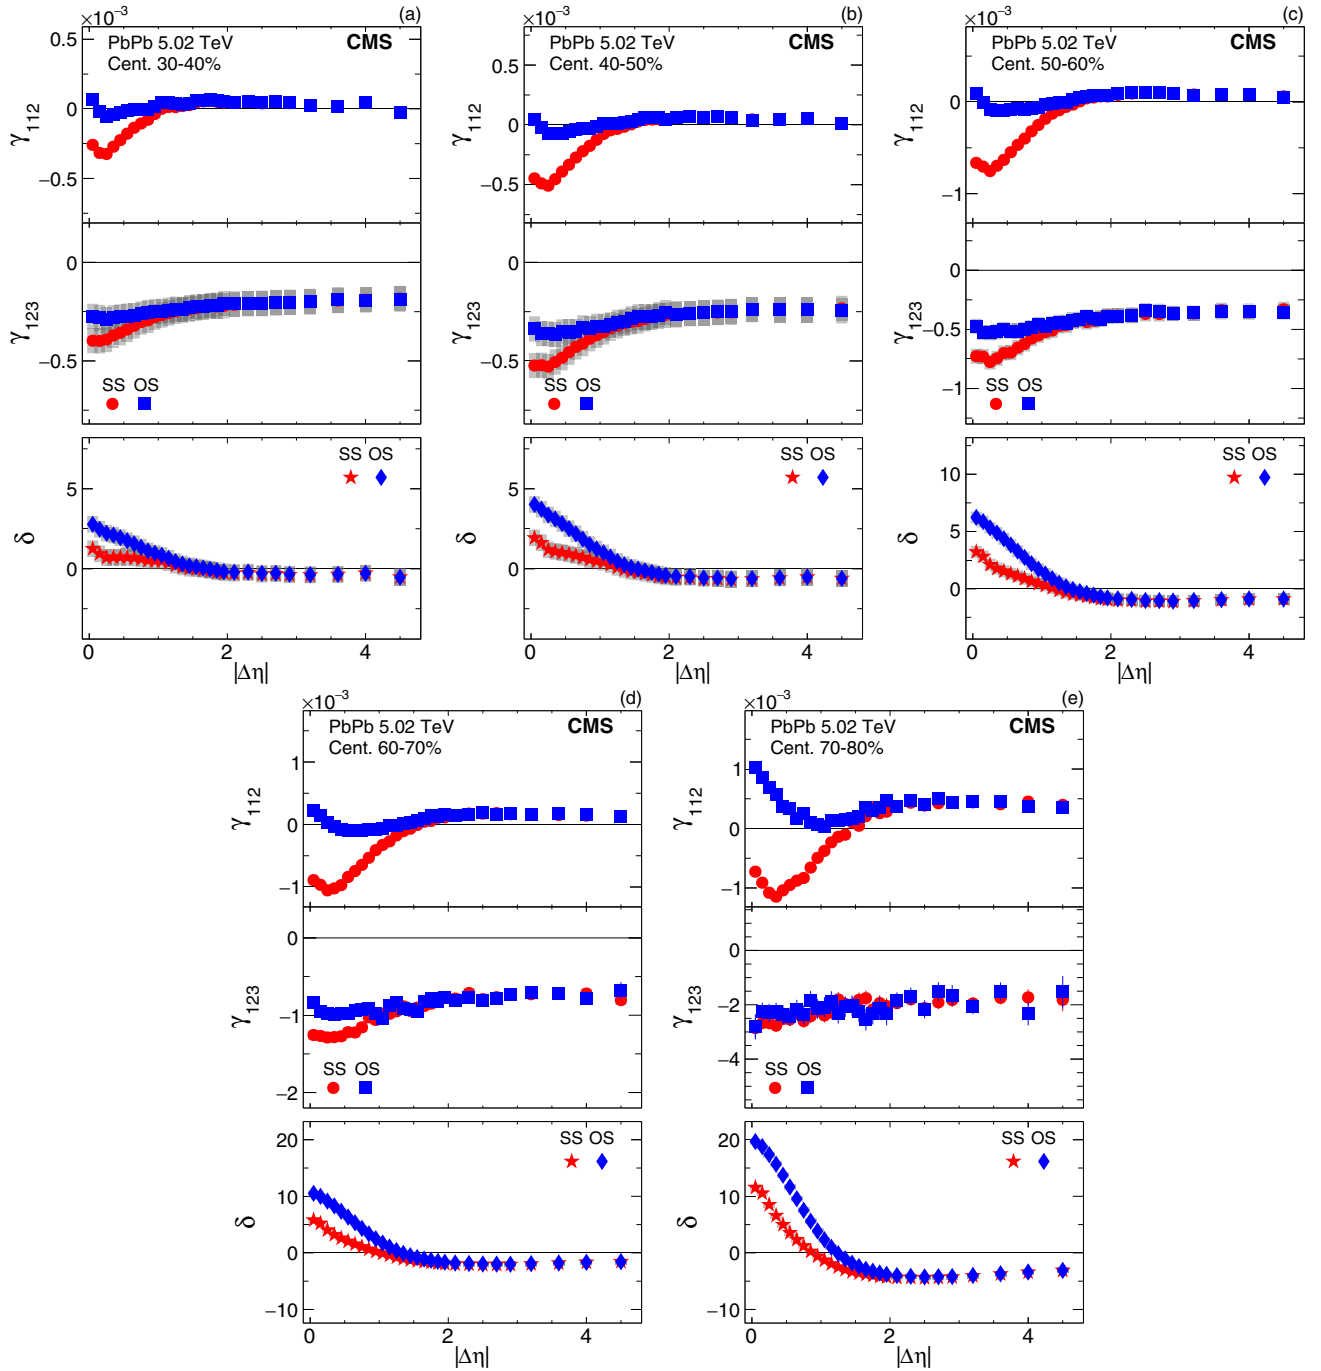 ×10⁻³ (a)
PbPb 5.02 TeV CMS
Cent. 30-40%
0.5
0
−0.5
γ112
0
−0.5
γ123
SS OS
SS OS
5
0
δ
0 2 4
|Δη|
×10⁻³ (b)
PbPb 5.02 TeV CMS
Cent. 40-50%
0.5
0
−0.5
γ112
0
−0.5
γ123
SS OS
SS OS
5
0
δ
0 2 4
|Δη|
×10⁻³ (c)
PbPb 5.02 TeV CMS
Cent. 50-60%
0
−1
γ112
0
−0.5
−1
γ123
SS OS
SS OS
10
5
0
δ
0 2 4
|Δη|
×10⁻³ (d)
PbPb 5.02 TeV CMS
Cent. 60-70%
1
0
−1
γ112
0
−1
−2
γ123
SS OS
SS OS
20
10
0
−10
δ
0 2 4
|Δη|
×10⁻³ (e)
PbPb 5.02 TeV CMS
Cent. 70-80%
1
0
−1
γ112
0
−2
−4
γ123
SS OS
SS OS
20
10
0
−10
δ
0 2 4
|Δη|